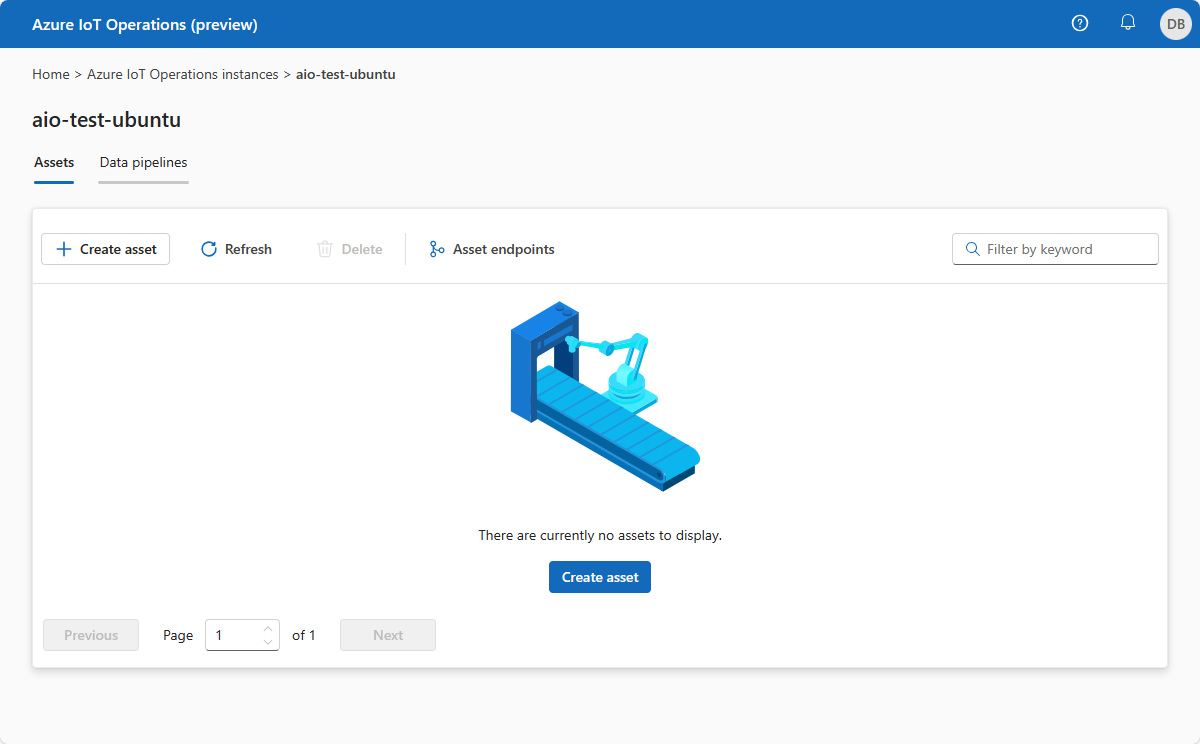 Azure IoT Operations (preview)
DB
Home > Azure IoT Operations instances > aio-test-ubuntu
aio-test-ubuntu
Assets Data pipelines
Create asset Refresh Delete Asset endpoints Filter by keyword
There are currently no assets to display.
Create asset
Previous Page 1 of 1 Next